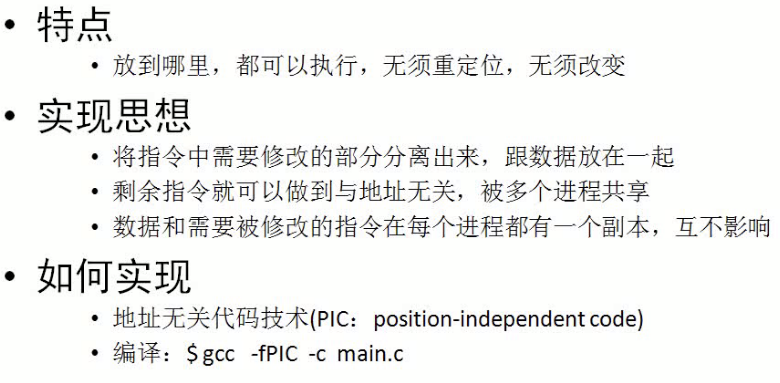 • 特点
• 放到哪里，都可以执行，无须重定位，无须改变
• 实现思想
• 将指令中需要修改的部分分离出来，跟数据放在一起
• 剩余指令就可以做到与地址无关，被多个进程共享
• 数据和需要被修改的指令在每个进程都有一个副本，互不影响
• 如何实现
• 地址无关代码技术(PIC：position-independent code)
• 编译：$ gcc -fPIC -c main.c